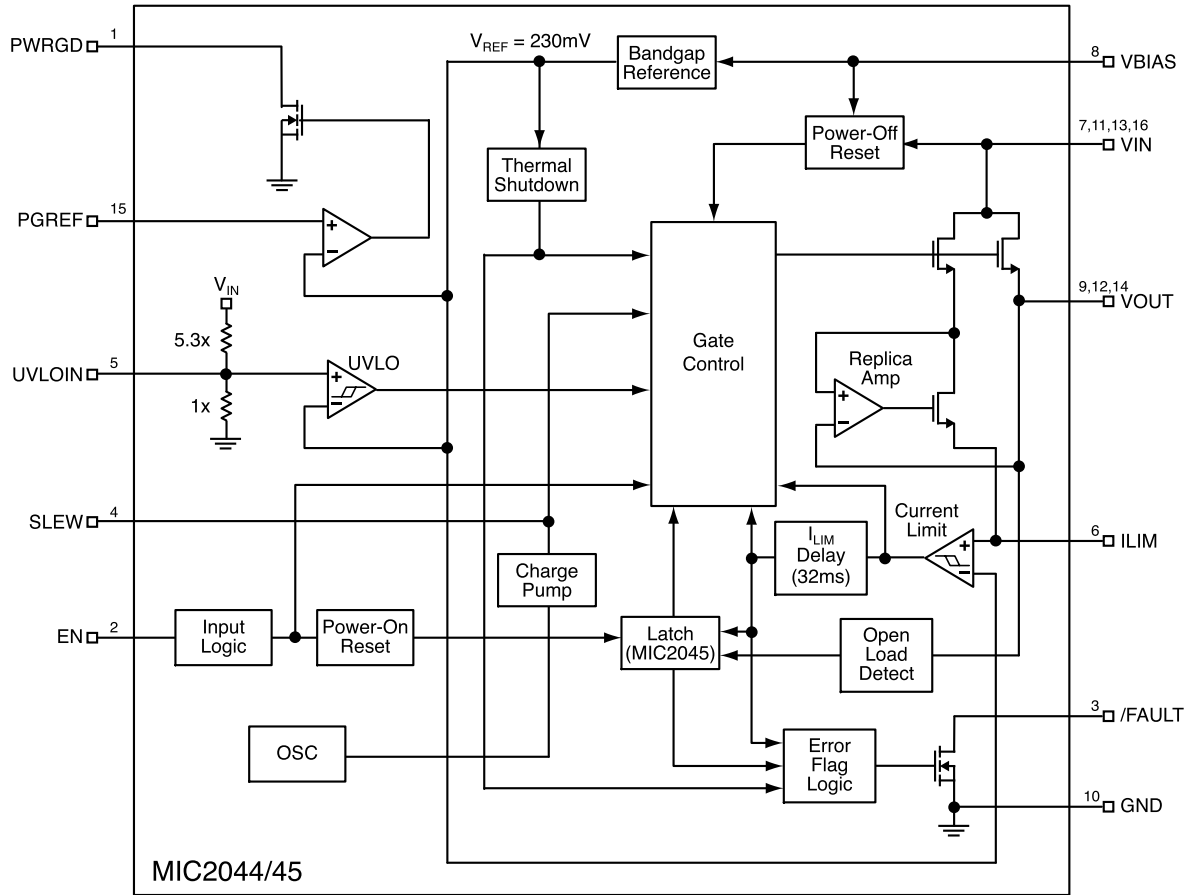 1
PWRGD
V_REF = 230mV
Bandgap
Reference
8
VBIAS
7,11,13,16
VIN
Power-Off
Reset
Thermal
Shutdown
15
PGREF
+
–
9,12,14
VOUT
V_IN
5.3x
5
UVLOIN
1x
UVLO
+
–
Gate
Control
Replica
Amp
+
–
4
SLEW
Current
Limit
+
–
6
ILIM
I_LIM
Delay
(32ms)
Charge
Pump
2
EN
Input
Logic
Power-On
Reset
Latch
(MIC2045)
Open
Load
Detect
3
/FAULT
OSC
Error
Flag
Logic
10
GND
MIC2044/45